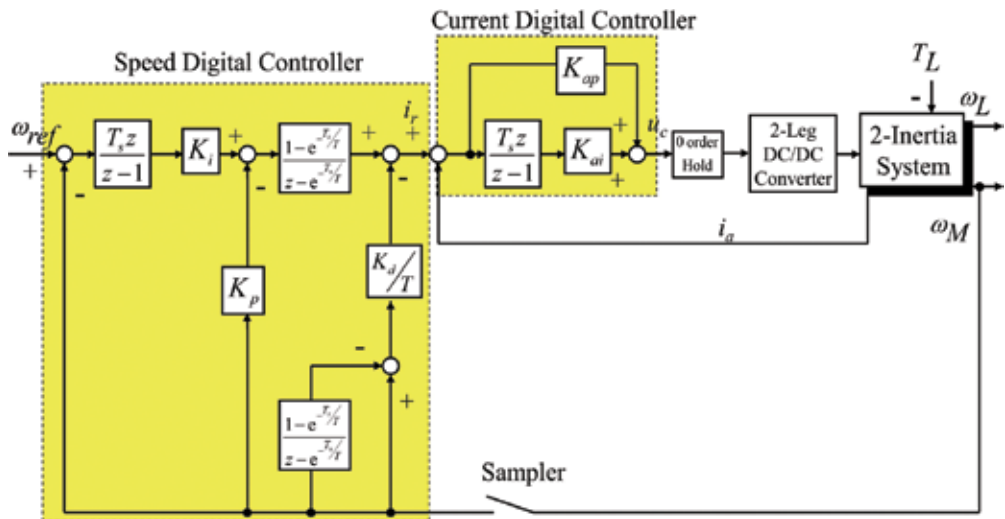 Current Digital Controller
Speed Digital Controller
K_ap
T_L
ω_ref
+
-
T_s z
z-1
K_i
+
-
1-e^-T_s/T
z-e^-T_s/T
+
-
i_r
+
T_s z
z-1
K_ai
+
+
u_c
0 order
Hold
2-Leg
DC/DC
Converter
-
2-Inertia
System
ω_L
ω_M
i_a
K_p
K_d/T
-
+
1-e^-T_s/T
z-e^-T_s/T
Sampler